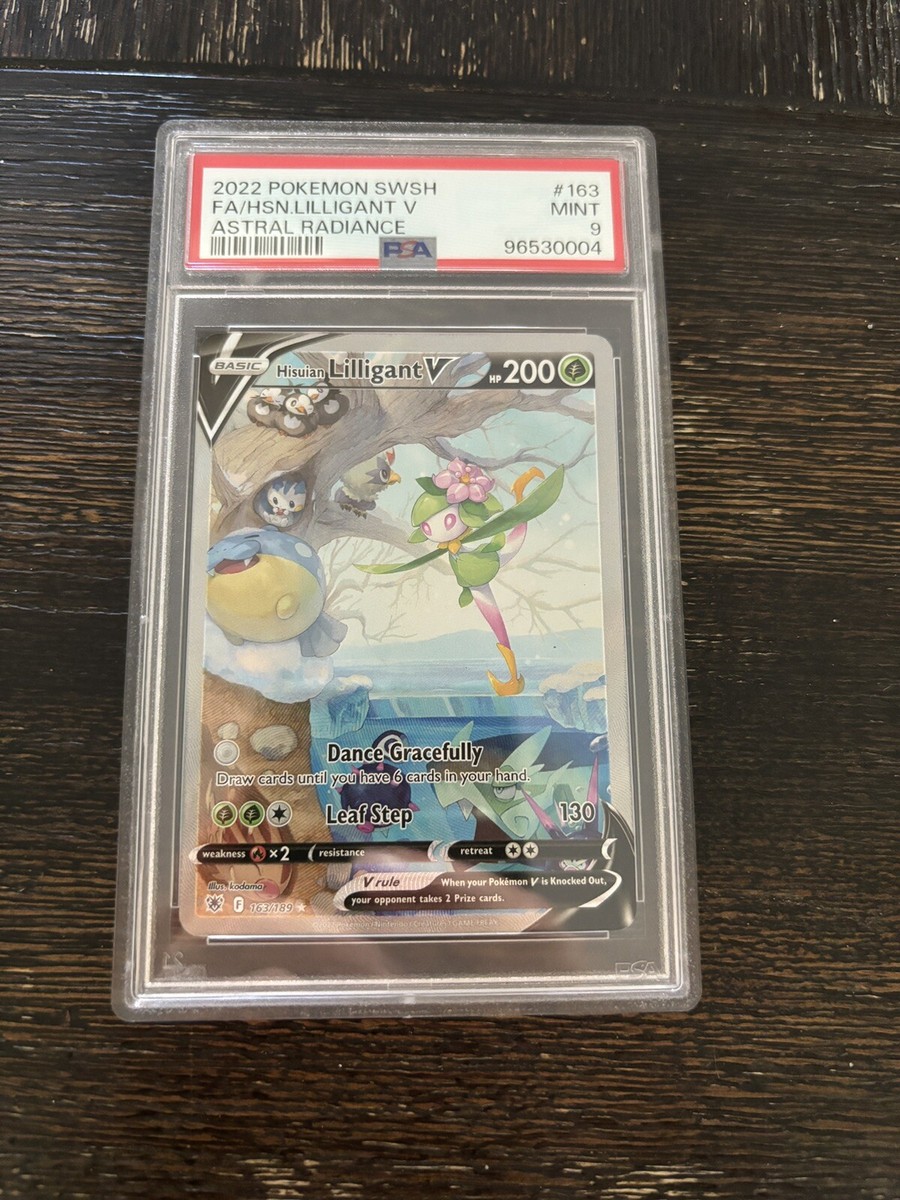 2022 POKEMON SWSH #163
FA/HSN.LILLIGANT V MINT
ASTRAL RADIANCE 9
PSA 96530004
BASIC Hisuian Lilligant V HP 200
Dance Gracefully
Draw cards until you have 6 cards in your hand.
Leaf Step 130
weakness ×2 resistance retreat
V rule When your Pokémon V is Knocked Out,
your opponent takes 2 Prize cards.
Illus. kodama
F 163/189
PSA